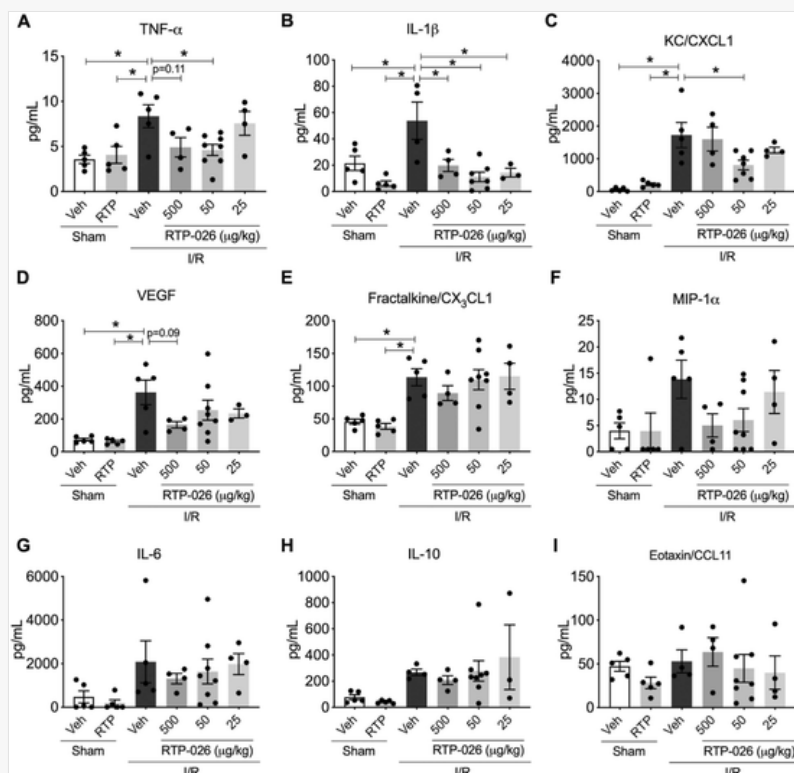 A
TNF-α
pg/mL
15
10
5
0
*
*
*
*
p=0.11
Veh
RTP
Veh
500
50
25
Sham
RTP-026 (μg/kg)
I/R
B
IL-1β
pg/mL
100
80
60
40
20
0
*
*
*
*
*
Veh
RTP
Veh
500
50
25
Sham
RTP-026 (μg/kg)
I/R
C
KC/CXCL1
pg/mL
4000
3000
2000
1000
0
*
*
*
Veh
RTP
Veh
500
50
25
Sham
RTP-026 (μg/kg)
I/R
D
VEGF
pg/mL
800
600
400
200
0
*
*
p=0.09
Veh
RTP
Veh
500
50
25
Sham
RTP-026 (μg/kg)
I/R
E
Fractalkine/CX₃CL1
pg/mL
200
150
100
50
0
*
*
Veh
RTP
Veh
500
50
25
Sham
RTP-026 (μg/kg)
I/R
F
MIP-1α
pg/mL
25
20
15
10
5
0
Veh
RTP
Veh
500
50
25
Sham
RTP-026 (μg/kg)
I/R
G
IL-6
pg/mL
6000
4000
2000
0
Veh
RTP
Veh
500
50
25
Sham
RTP-026 (μg/kg)
I/R
H
IL-10
pg/mL
1000
800
600
400
200
0
Veh
RTP
Veh
500
50
25
Sham
RTP-026 (μg/kg)
I/R
I
Eotaxin/CCL11
pg/mL
150
100
50
0
Veh
RTP
Veh
500
50
25
Sham
RTP-026 (μg/kg)
I/R